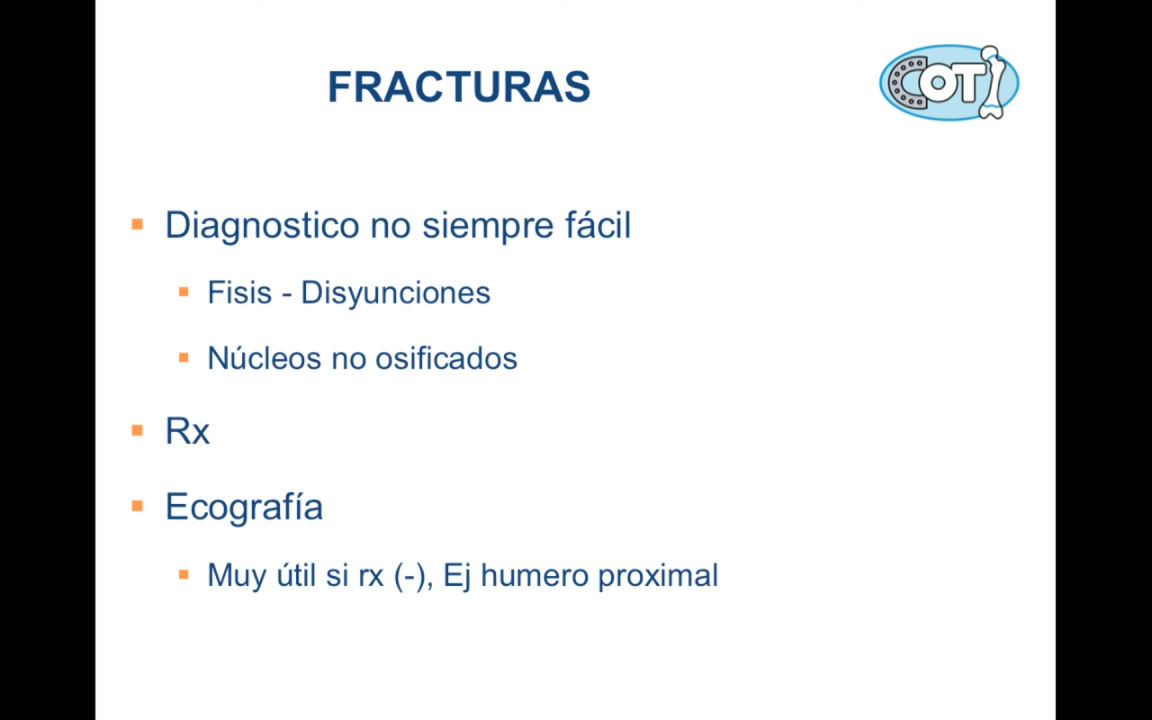 FRACTURAS
COTI
Diagnostico no siempre fácil
Fisis - Disyunciones
Núcleos no osificados
Rx
Ecografía
Muy útil si rx (-), Ej humero proximal